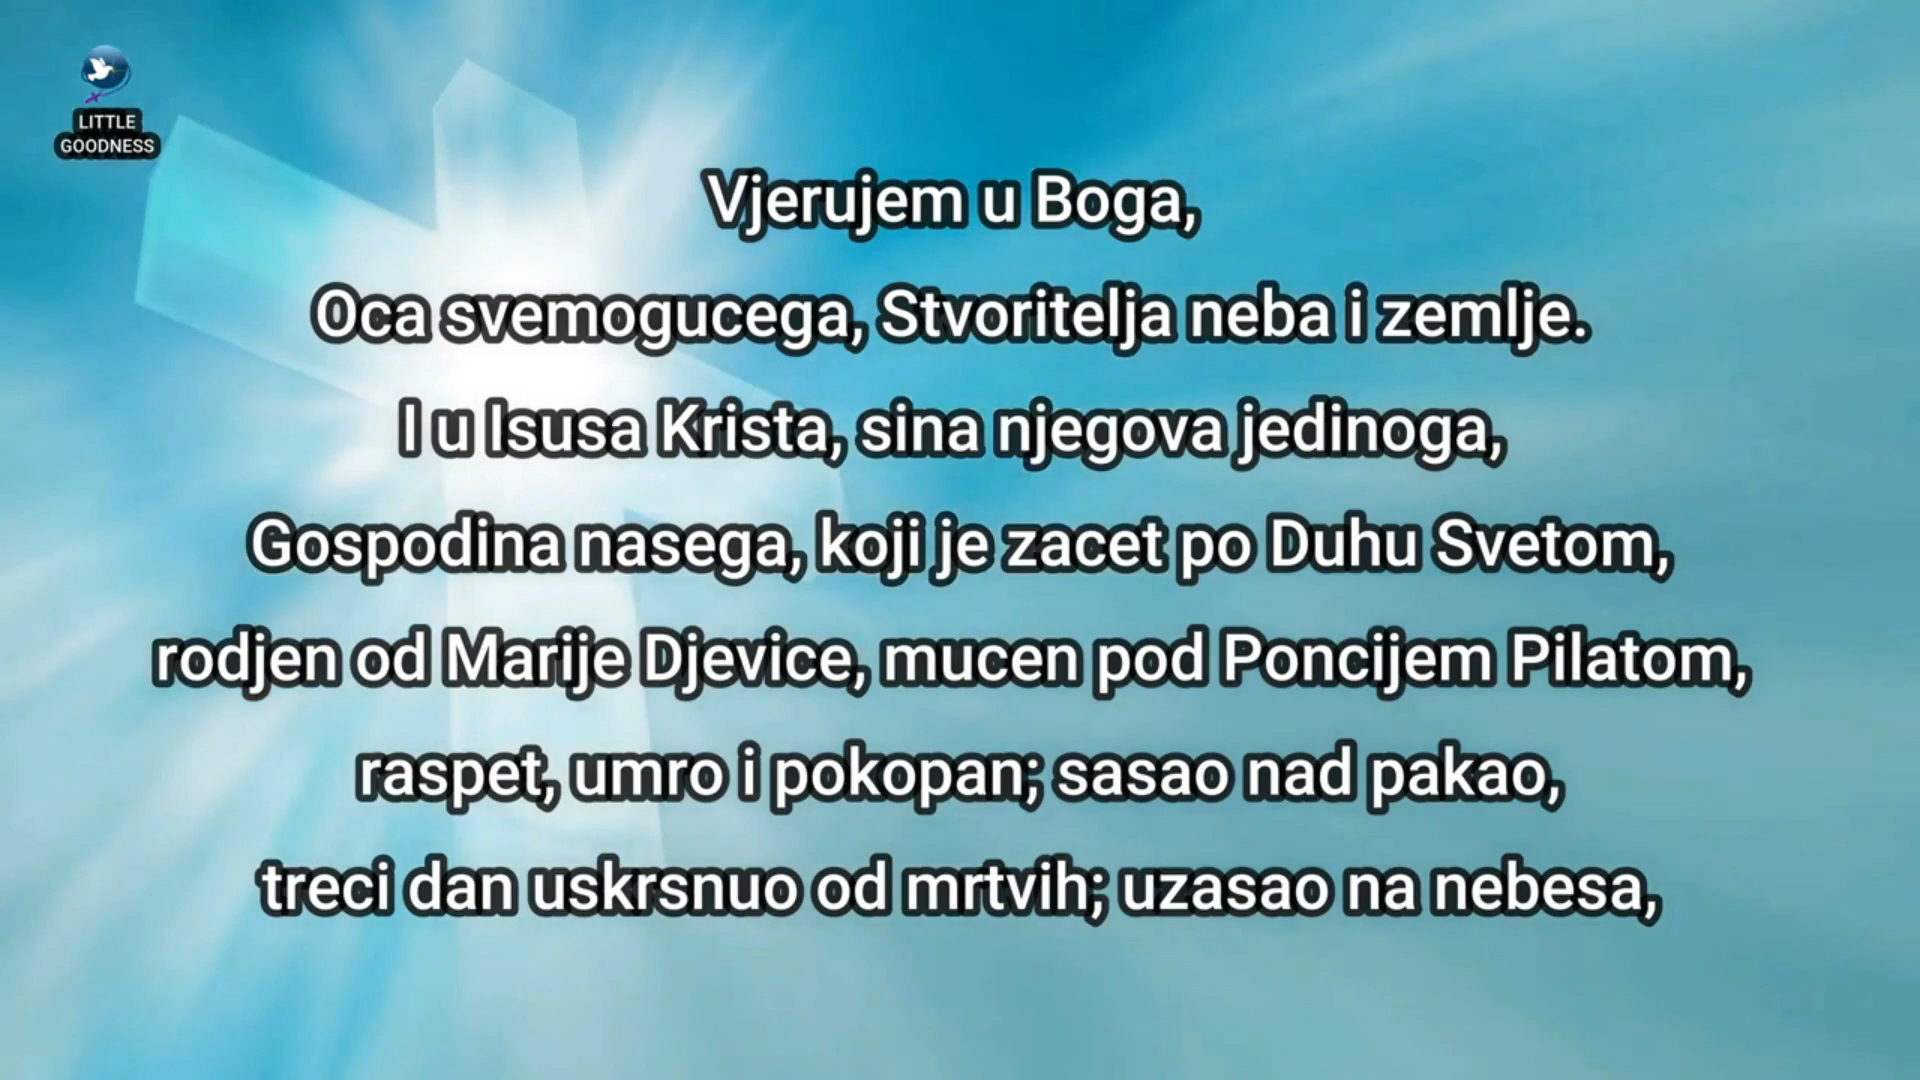 LITTLE
GOODNESS
Vjerujem u Boga,
Oca svemogucega, Stvoritelja neba i zemlje.
I u Isusa Krista, sina njegova jedinoga,
Gospodina nasega, koji je zacet po Duhu Svetom,
rodjen od Marije Djevice, mucen pod Poncijem Pilatom,
raspet, umro i pokopan; sasao nad pakao,
treci dan uskrsnuo od mrtvih; uzasao na nebesa,